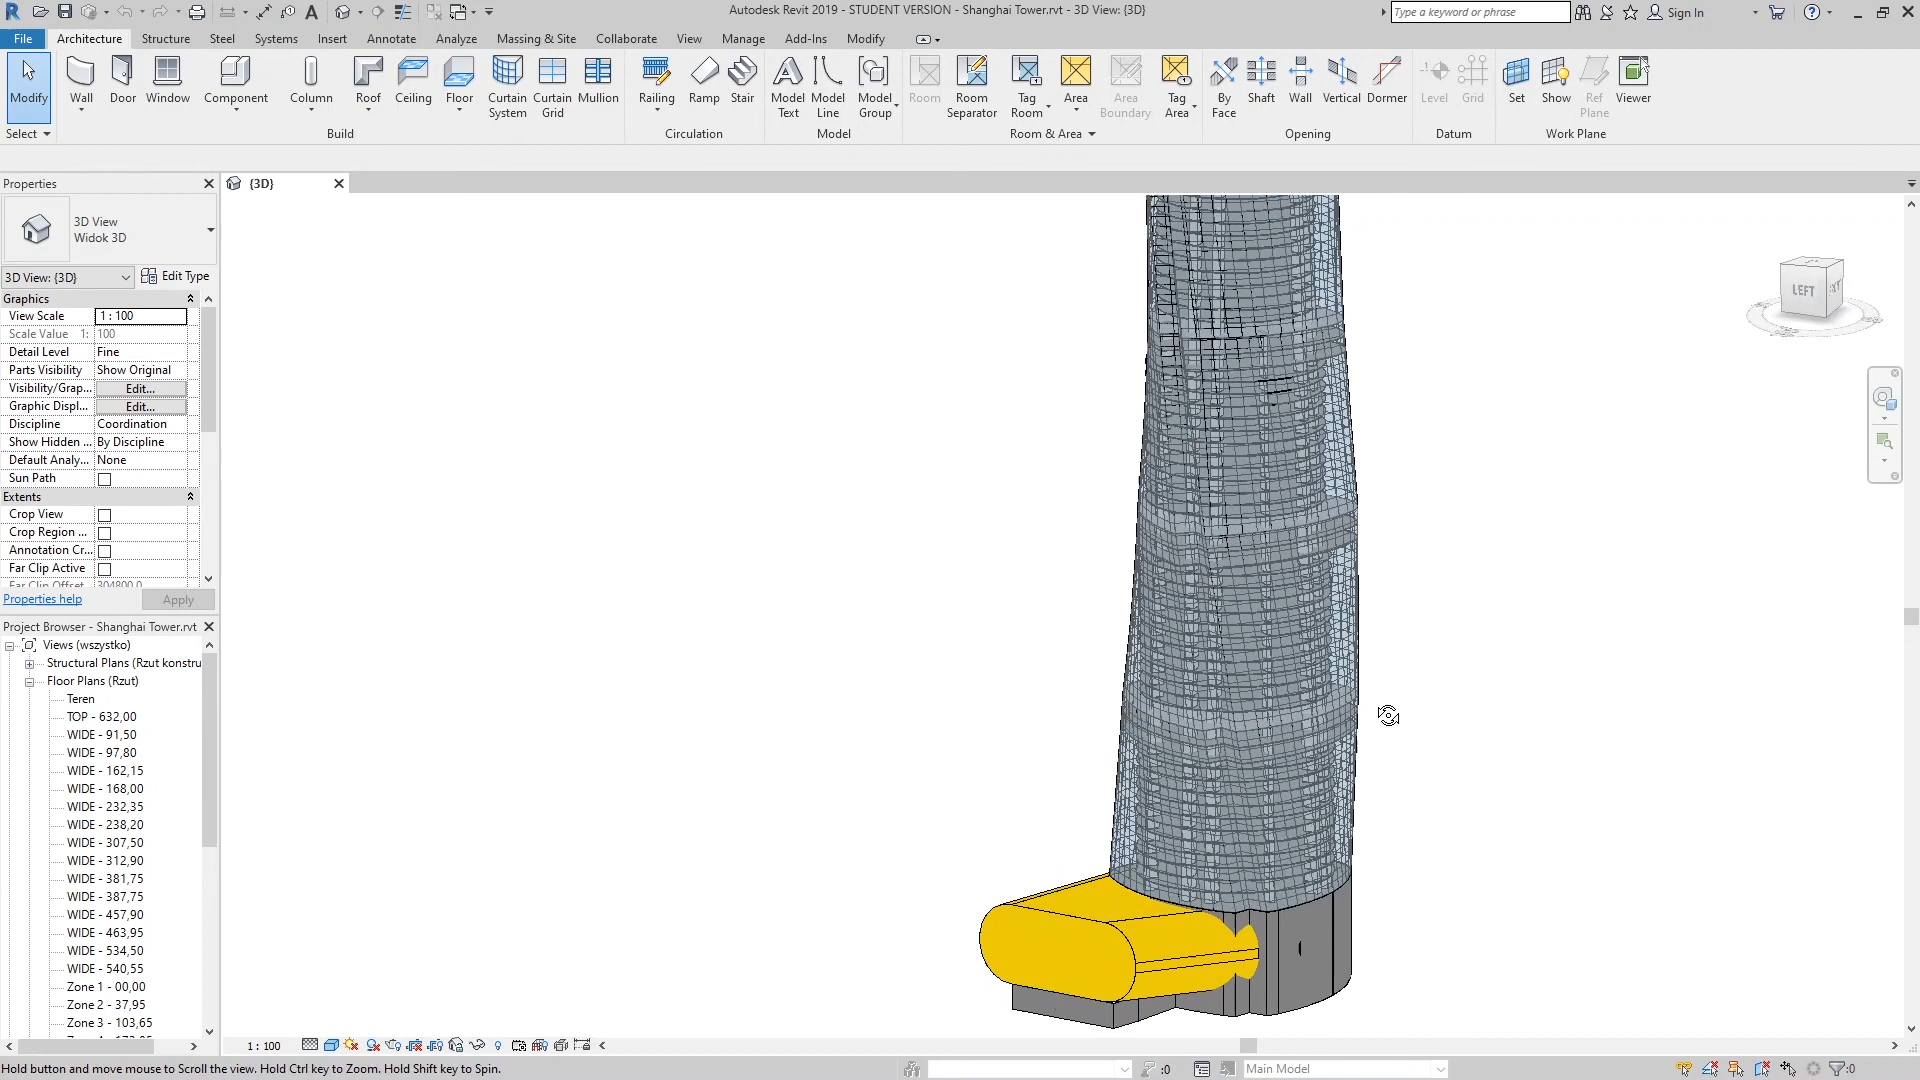 Autodesk Revit 2019 - STUDENT VERSION - Shanghai Tower.rvt - 3D View: {3D}
Type a keyword or phrase
Sign In
File Architecture Structure Steel Systems Insert Annotate Analyze Massing & Site Collaborate View Manage Add-Ins Modify
Modify
Wall
Door
Window
Component
Column
Roof
Ceiling
Floor
Curtain System
Curtain Grid
Mullion
Railing
Ramp
Stair
Model Text
Model Line
Model Group
Room
Room Separator
Tag Room
Area
Area Boundary
Tag Area
By Face
Shaft
Wall
Vertical
Dormer
Level
Grid
Set
Show
Ref Plane
Viewer
Select
Build
Circulation
Model
Room & Area
Opening
Datum
Work Plane
Properties
{3D}
3D View
Widok 3D
3D View: {3D}
Edit Type
Graphics
View Scale 1 : 100
Scale Value 1: 100
Detail Level Fine
Parts Visibility Show Original
Visibility/Grap... Edit...
Graphic Displ... Edit...
Discipline Coordination
Show Hidden ... By Discipline
Default Analy... None
Sun Path
Extents
Crop View
Crop Region ...
Annotation Cr...
Far Clip Active
Far Clip Offset 304800.0
Properties help
Apply
Project Browser - Shanghai Tower.rvt
Views (wszystko)
Structural Plans (Rzut konstru
Floor Plans (Rzut)
Teren
TOP - 632,00
WIDE - 91,50
WIDE - 97,80
WIDE - 162,15
WIDE - 168,00
WIDE - 232,35
WIDE - 238,20
WIDE - 307,50
WIDE - 312,90
WIDE - 381,75
WIDE - 387,75
WIDE - 457,90
WIDE - 463,95
WIDE - 534,50
WIDE - 540,55
Zone 1 - 00,00
Zone 2 - 37,95
Zone 3 - 103,65
LEFT
1 : 100
Hold button and move mouse to Scroll the view. Hold Ctrl key to Zoom. Hold Shift key to Spin.
:0
Main Model
:0